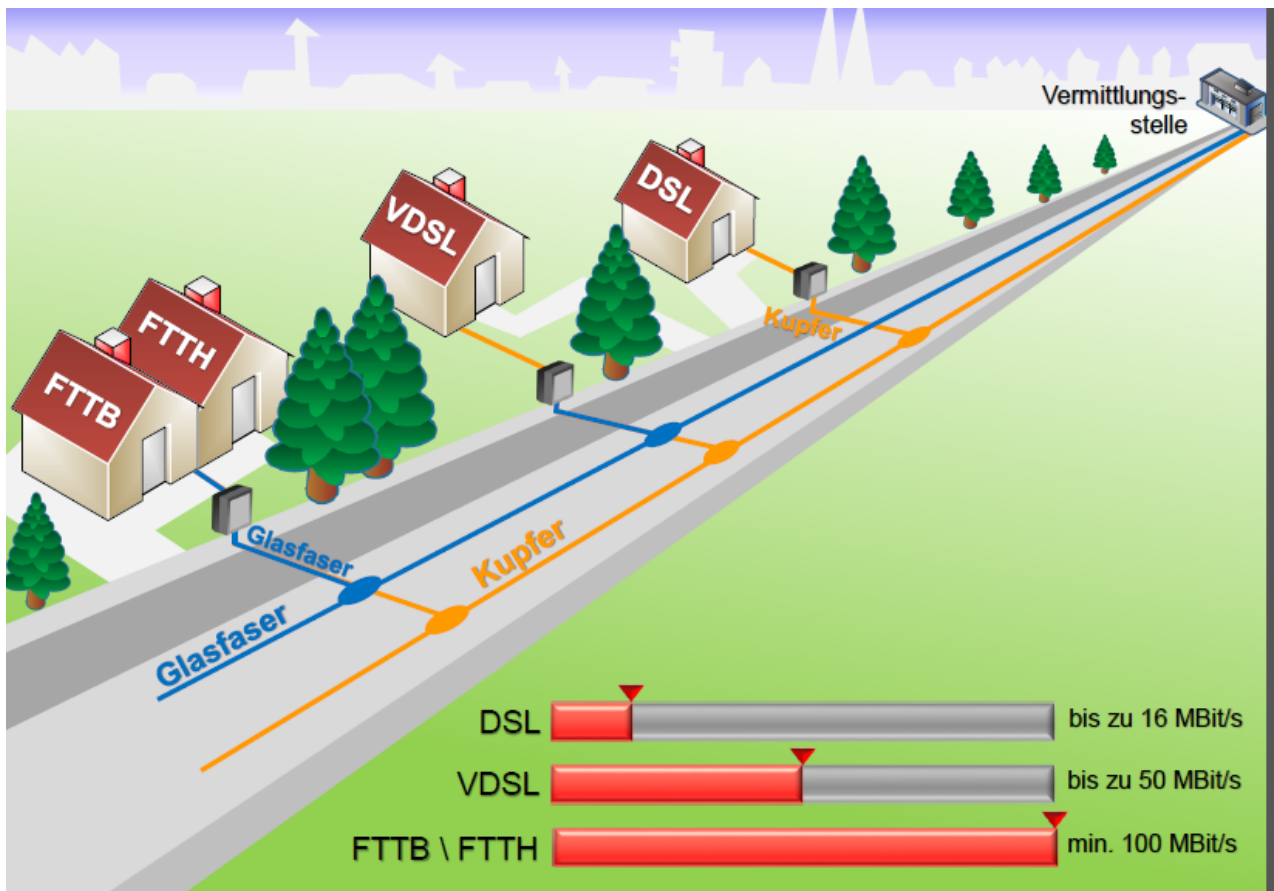 Vermittlungs-
stelle
DSL
VDSL
FTTH
FTTB
Kupfer
Glasfaser
Kupfer
Glasfaser
DSL bis zu 16 MBit/s
VDSL bis zu 50 MBit/s
FTTB \ FTTH min. 100 MBit/s